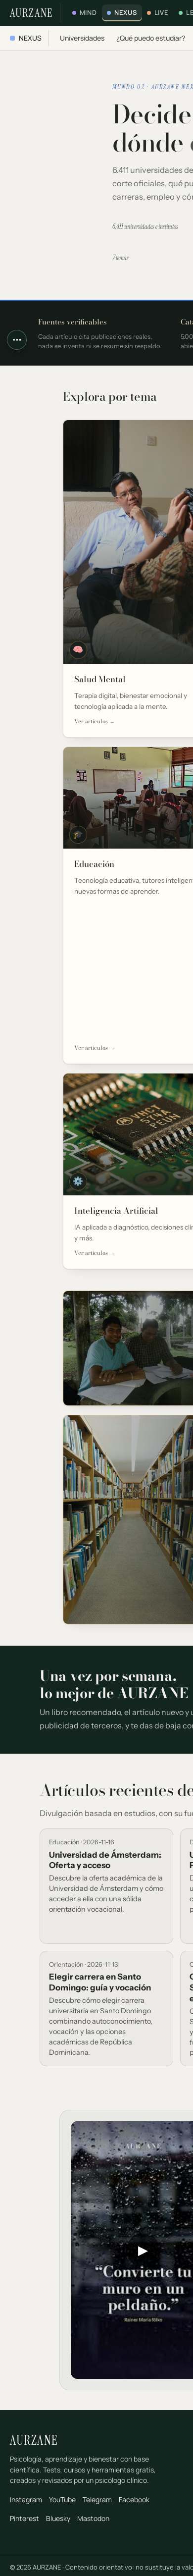 AURZANE
MIND NEXUS LIVE LE
NEXUS Universidades ¿Qué puedo estudiar?
MUNDO 02 · AURZANE NEX
Decide
dónde
6.411 universidades de
corte oficiales, qué pu
carreras, empleo y cón
6.411 universidades e institutos
7 temas
Fuentes verificables
Cada artículo cita publicaciones reales,
nada se inventa ni se resume sin respaldo.
Cat
500
abie
Explora por tema
Salud Mental
Terapia digital, bienestar emocional y
tecnología aplicada a la mente.
Ver artículos →
Educación
Tecnología educativa, tutores inteligen
nuevas formas de aprender.
Ver artículos →
Inteligencia Artificial
IA aplicada a diagnóstico, decisiones clín
y más.
Ver artículos →
Una vez por semana,
lo mejor de AURZANE
Un libro recomendado, el artículo nuevo y u
publicidad de terceros, y te das de baja co
Artículos recientes de
Divulgación basada en estudios, con su fue
Educación · 2026-11-16
Universidad de Ámsterdam:
Oferta y acceso
Descubre la oferta académica de la
Universidad de Ámsterdam y cómo
acceder a ella con una sólida
orientación vocacional.
Orientación · 2026-11-13
Elegir carrera en Santo
Domingo: guía y vocación
Descubre cómo elegir carrera
universitaria en Santo Domingo
combinando autoconocimiento,
vocación y las opciones
académicas de República
Dominicana.
AURZANE
“Convierte tu
muro en un
peldaño.”
Rainer Maria Rilke
AURZANE
Psicología, aprendizaje y bienestar con base
científica. Tests, cursos y herramientas gratis,
creados y revisados por un psicólogo clínico.
Instagram YouTube Telegram Facebook
Pinterest Bluesky Mastodon
© 2026 AURZANE · Contenido orientativo · no sustituye la valo